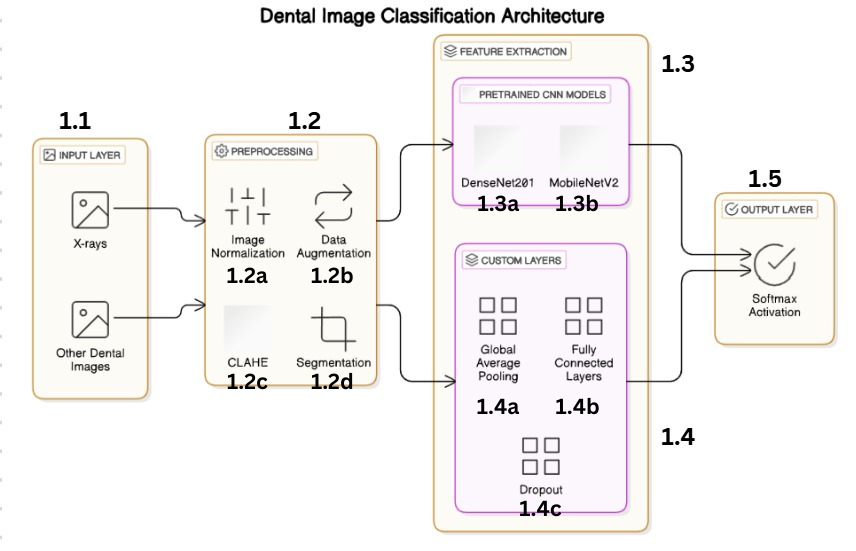 Dental Image Classification Architecture
1.1
INPUT LAYER
X-rays
Other Dental
Images
1.2
PREPROCESSING
Image
Normalization
1.2a
Data
Augmentation
1.2b
CLAHE
1.2c
Segmentation
1.2d
FEATURE EXTRACTION
1.3
PRETRAINED CNN MODELS
DenseNet201
1.3a
MobileNetV2
1.3b
CUSTOM LAYERS
Global
Average
Pooling
1.4a
Fully
Connected
Layers
1.4b
Dropout
1.4c
1.4
1.5
OUTPUT LAYER
Softmax
Activation